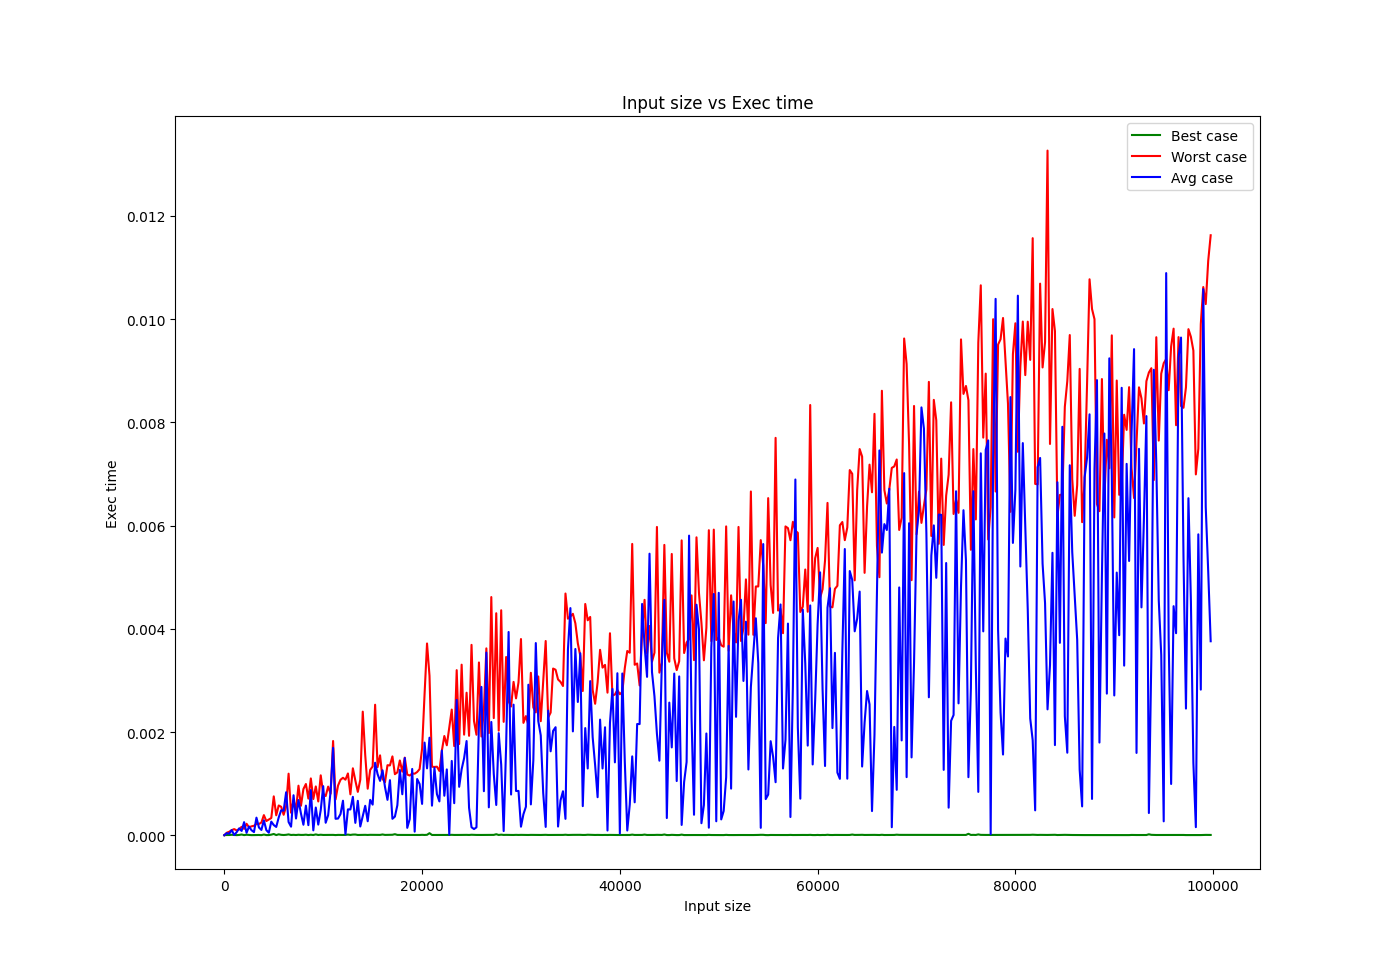 Input size vs Exec time
Best case
Worst case
Avg case
0.012
0.010
0.008
0.006
0.004
0.002
0.000
Exec time
0 20000 40000 60000 80000 100000
Input size